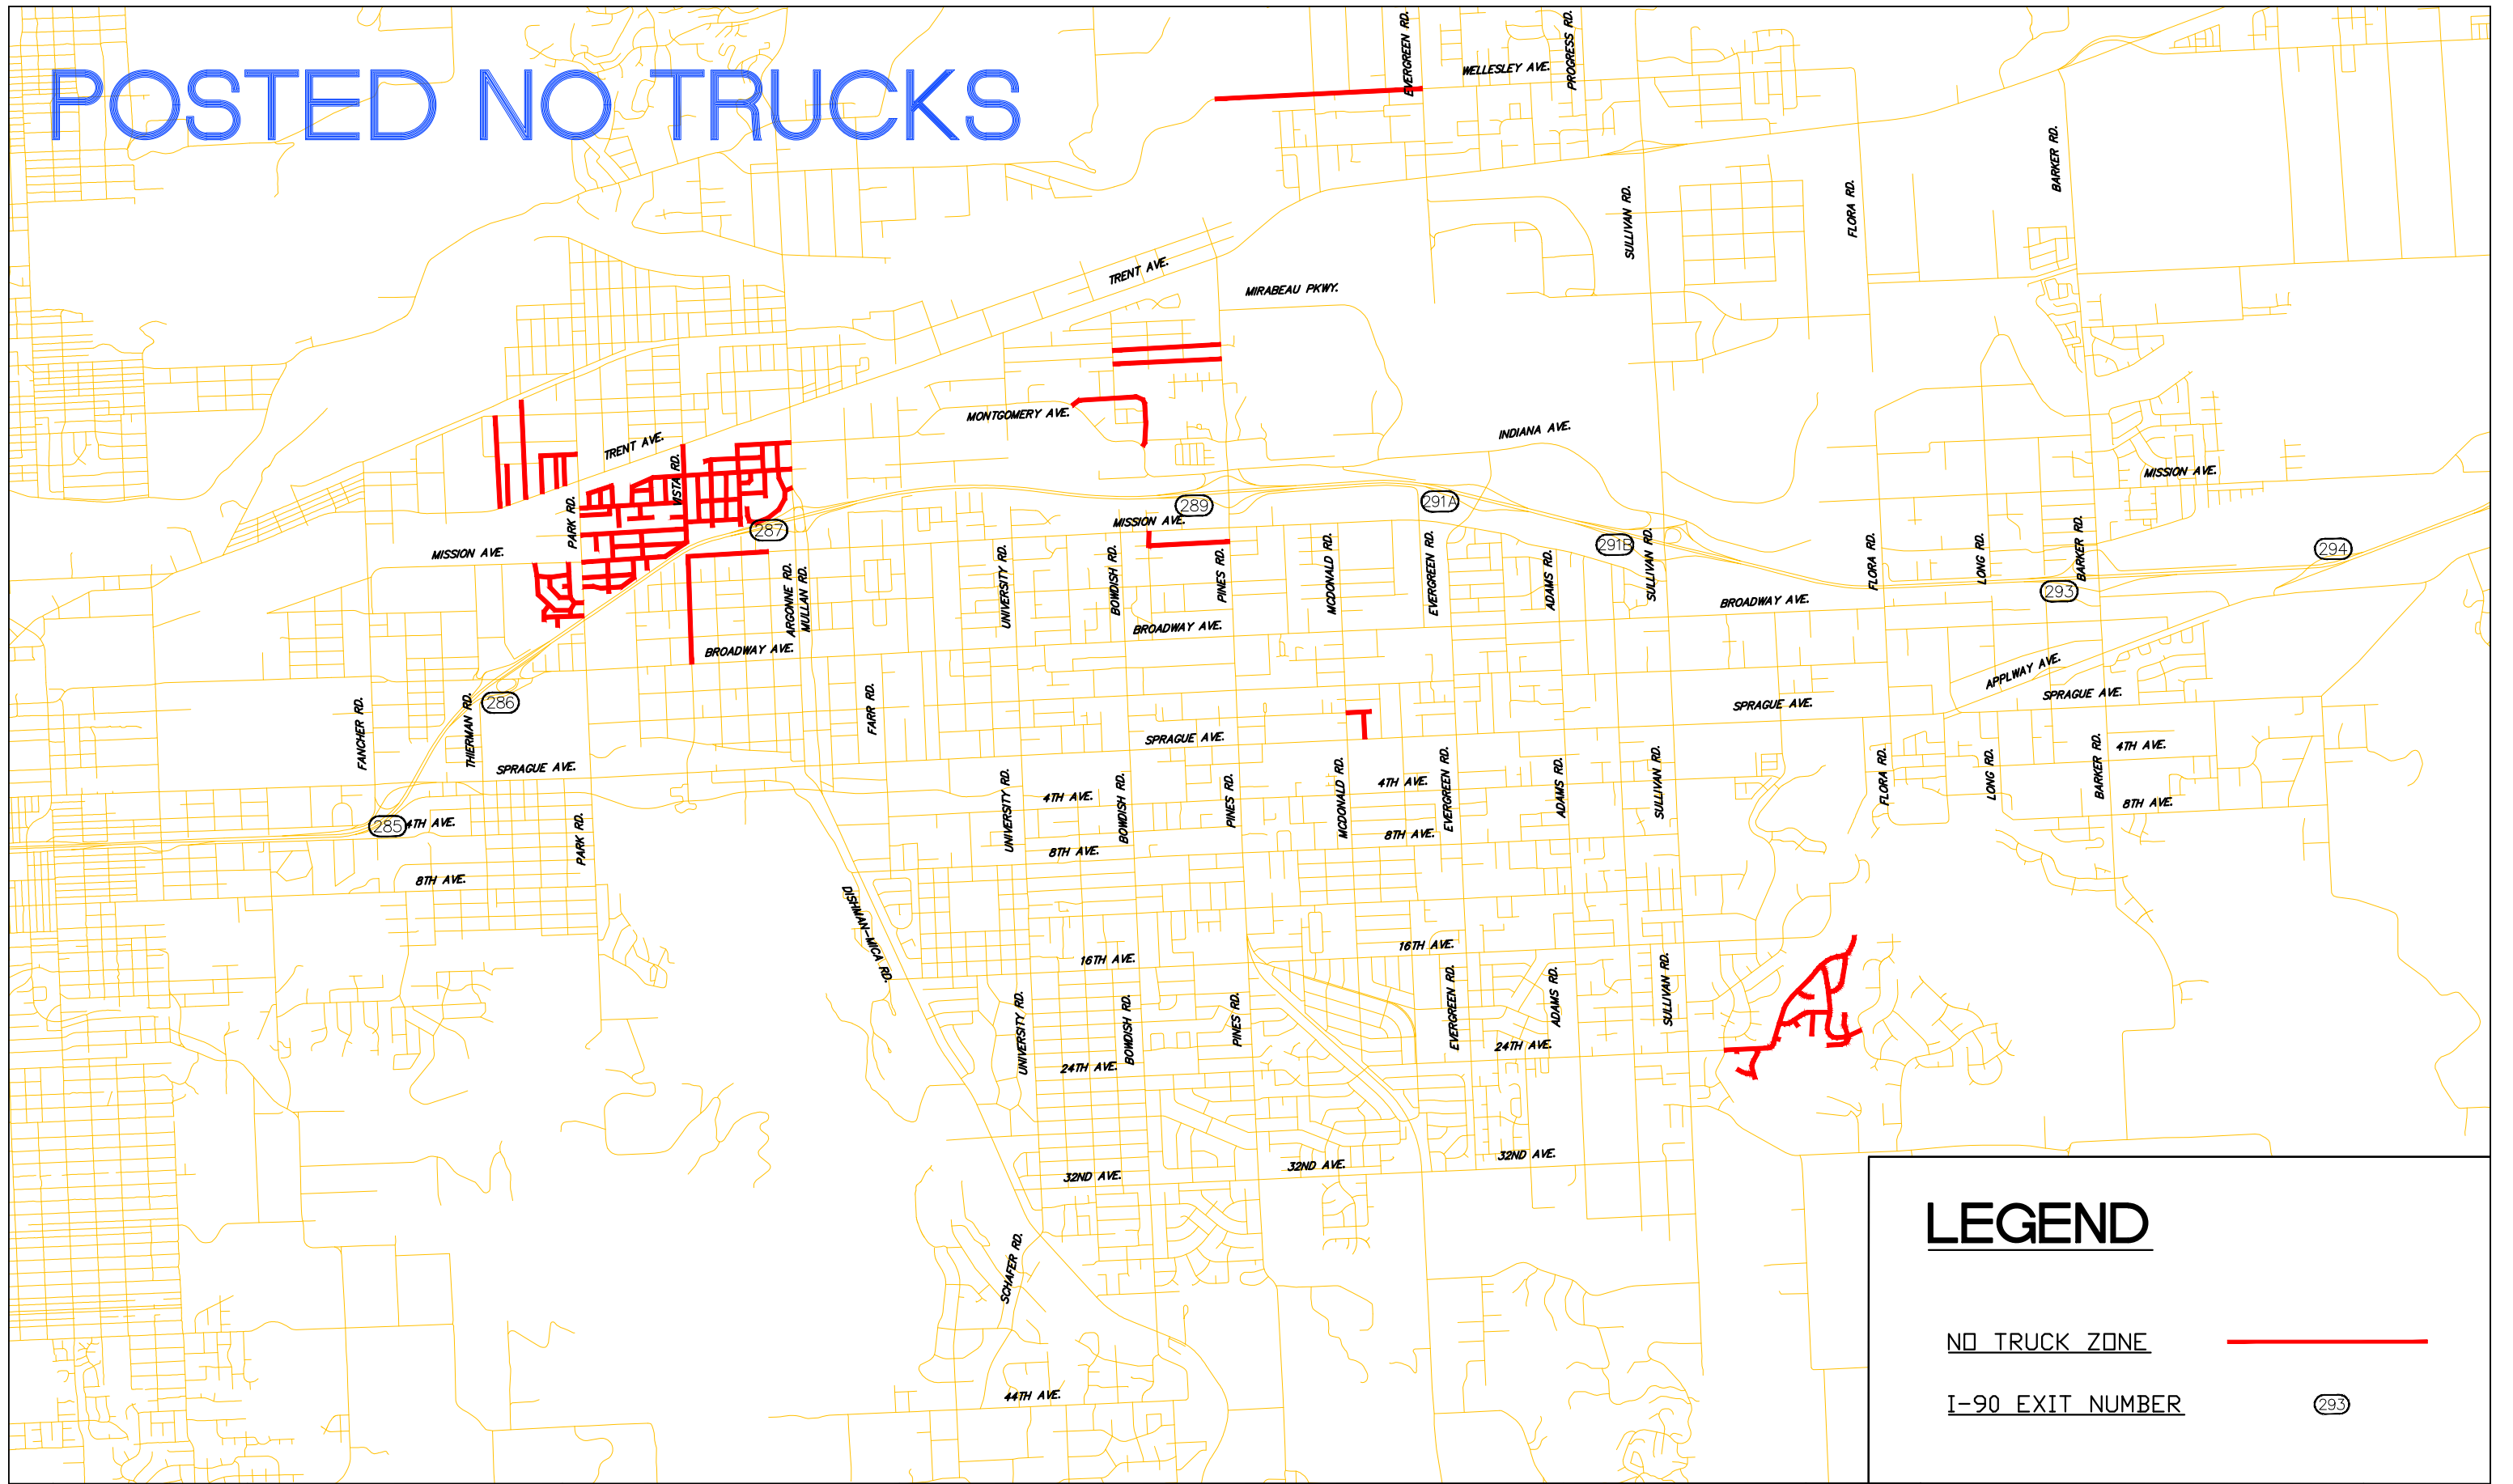 EVERGREEN RD.
PROGRESS RD.
WELLESLEY AVE.
POSTED NO TRUCKS
BARKER RD.
SULLIVAN RD.
FLORA RD.
TRENT AVE.
MIRABEAU PKWY.
MONTGOMERY AVE.
INDIANA AVE.
TRENT AVE.
VISTA RD.
MISSION AVE.
PARK RD.
289
291A
287
MISSION AVE.
291B
294
MISSION AVE.
UNIVERSITY RD.
BOWDISH RD.
PINES RD.
MCDONALD RD.
EVERGREEN RD.
ADAMS RD.
SULLIVAN RD.
FLORA RD.
LONG RD.
BARKER RD.
ARGONNE RD.
MULLAN RD.
293
BROADWAY AVE.
BROADWAY AVE.
BROADWAY AVE.
APPLWAY AVE.
SPRAGUE AVE.
286
FANCHER RD.
THIERMAN RD.
FARR RD.
SPRAGUE AVE.
SPRAGUE AVE.
SPRAGUE AVE.
4TH AVE.
UNIVERSITY RD.
BOWDISH RD.
PINES RD.
MCDONALD RD.
EVERGREEN RD.
ADAMS RD.
SULLIVAN RD.
FLORA RD.
LONG RD.
BARKER RD.
4TH AVE.
4TH AVE.
8TH AVE.
285
4TH AVE.
PARK RD.
8TH AVE.
8TH AVE.
8TH AVE.
DISHMAN-MICA RD.
16TH AVE.
16TH AVE.
UNIVERSITY RD.
BOWDISH RD.
PINES RD.
EVERGREEN RD.
ADAMS RD.
SULLIVAN RD.
24TH AVE.
24TH AVE.
32ND AVE.
32ND AVE.
32ND AVE.
SCHAFER RD.
44TH AVE.
LEGEND
NO TRUCK ZONE
I-90 EXIT NUMBER
293